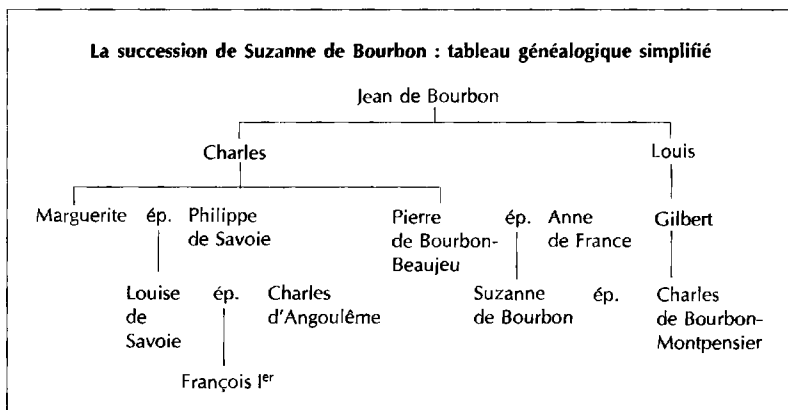 La succession de Suzanne de Bourbon : tableau généalogique simplifié
Jean de Bourbon
Charles Louis
Marguerite ép. Philippe de Savoie Pierre de Bourbon-Beaujeu ép. Anne de France Gilbert
Louise de Savoie ép. Charles d'Angoulême Suzanne de Bourbon ép. Charles de Bourbon-Montpensier
François Ier